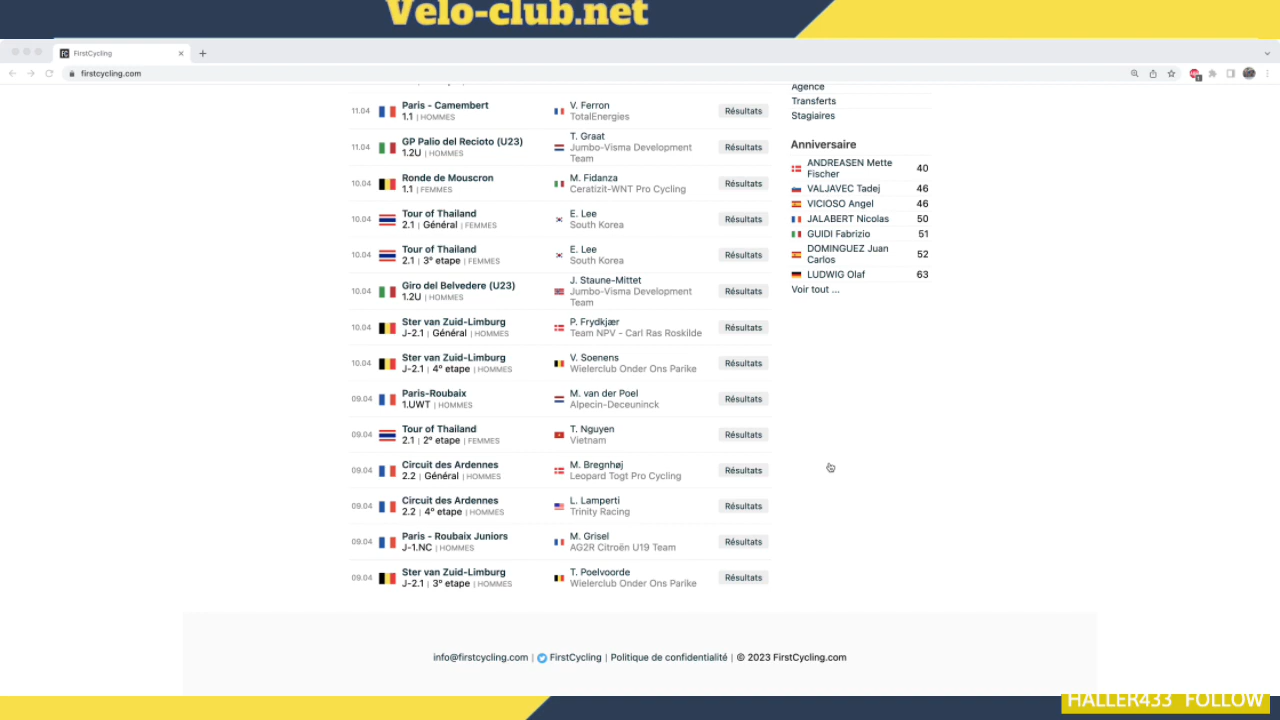 Velo-club.net
FirstCycling
firstcycling.com
11.04 Paris - Camembert V. Ferron Résultats
1.1 | HOMMES TotalEnergies
11.04 GP Palio del Recioto (U23) T. Graat Résultats
1.2U | HOMMES Jumbo-Visma Development
Team
10.04 Ronde de Mouscron M. Fidanza Résultats
1.1 | FEMMES Ceratizit-WNT Pro Cycling
10.04 Tour of Thailand E. Lee Résultats
2.1 | Général | FEMMES South Korea
10.04 Tour of Thailand E. Lee Résultats
2.1 | 3º etape | FEMMES South Korea
10.04 Giro del Belvedere (U23) J. Staune-Mittet Résultats
1.2U | HOMMES Jumbo-Visma Development
Team
10.04 Ster van Zuid-Limburg P. Frydkjær Résultats
J-2.1 | Général | HOMMES Team NPV - Carl Ras Roskilde
10.04 Ster van Zuid-Limburg V. Soenens Résultats
J-2.1 | 4º etape | HOMMES Wielerclub Onder Ons Parike
09.04 Paris-Roubaix M. van der Poel Résultats
1.UWT | HOMMES Alpecin-Deceuninck
09.04 Tour of Thailand T. Nguyen Résultats
2.1 | 2º etape | FEMMES Vietnam
09.04 Circuit des Ardennes M. Bregnhøj Résultats
2.2 | Général | HOMMES Leopard Togt Pro Cycling
09.04 Circuit des Ardennes L. Lamperti Résultats
2.2 | 4º etape | HOMMES Trinity Racing
09.04 Paris - Roubaix Juniors M. Grisel Résultats
J-1.NC | HOMMES AG2R Citroën U19 Team
09.04 Ster van Zuid-Limburg T. Poelvoorde Résultats
J-2.1 | 3º etape | HOMMES Wielerclub Onder Ons Parike
Agence
Transferts
Stagiaires
Anniversaire
ANDREASEN Mette 40
Fischer
VALJAVEC Tadej 46
VICIOSO Angel 46
JALABERT Nicolas 50
GUIDI Fabrizio 51
DOMINGUEZ Juan 52
Carlos
LUDWIG Olaf 63
Voir tout ...
info@firstcycling.com | FirstCycling | Politique de confidentialité | © 2023 FirstCycling.com
HALLER433 FOLLOW